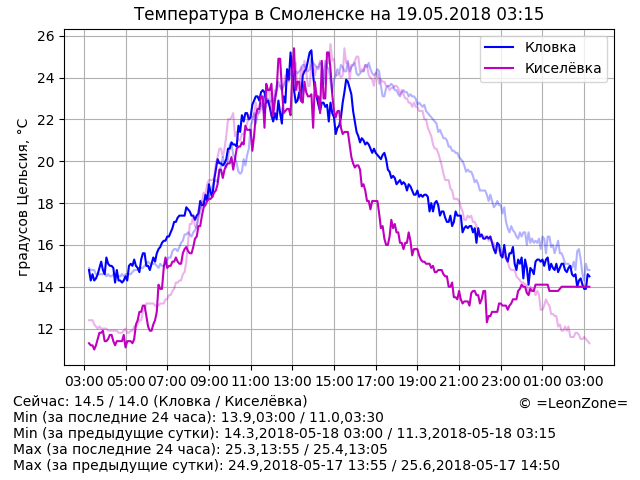 Температура в Смоленске на 19.05.2018 03:15
26
24
22
20
18
16
14
12
градусов Цельсия, °C
Кловка
Киселёвка
03:00 05:00 07:00 09:00 11:00 13:00 15:00 17:00 19:00 21:00 23:00 01:00 03:00
Сейчас: 14.5 / 14.0 (Кловка / Киселёвка)
© =LeonZone=
Min (за последние 24 часа): 13.9,03:00 / 11.0,03:30
Min (за предыдущие сутки): 14.3,2018-05-18 03:00 / 11.3,2018-05-18 03:15
Max (за последние 24 часа): 25.3,13:55 / 25.4,13:05
Max (за предыдущие сутки): 24.9,2018-05-17 13:55 / 25.6,2018-05-17 14:50